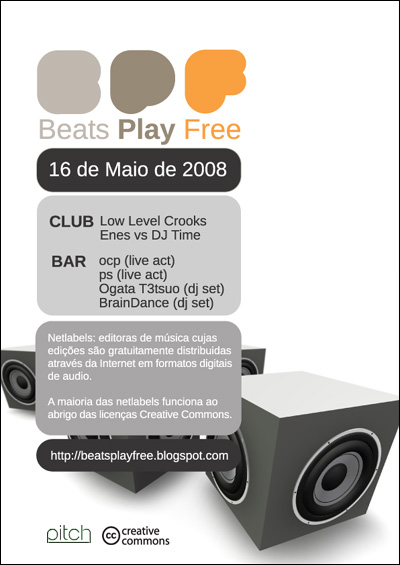 BPF
Beats Play Free
16 de Maio de 2008
CLUB Low Level Crooks
Enes vs DJ Time
BAR ocp (live act)
ps (live act)
Ogata T3tsuo (dj set)
BrainDance (dj set)
Netlabels: editoras de música cujas
edições são gratuitamente distribuidas
através da Internet em formatos digitais
de audio.
A maioria das netlabels funciona ao
abrigo das licenças Creative Commons.
http://beatsplayfree.blogspot.com
pitch
cc creative
commons